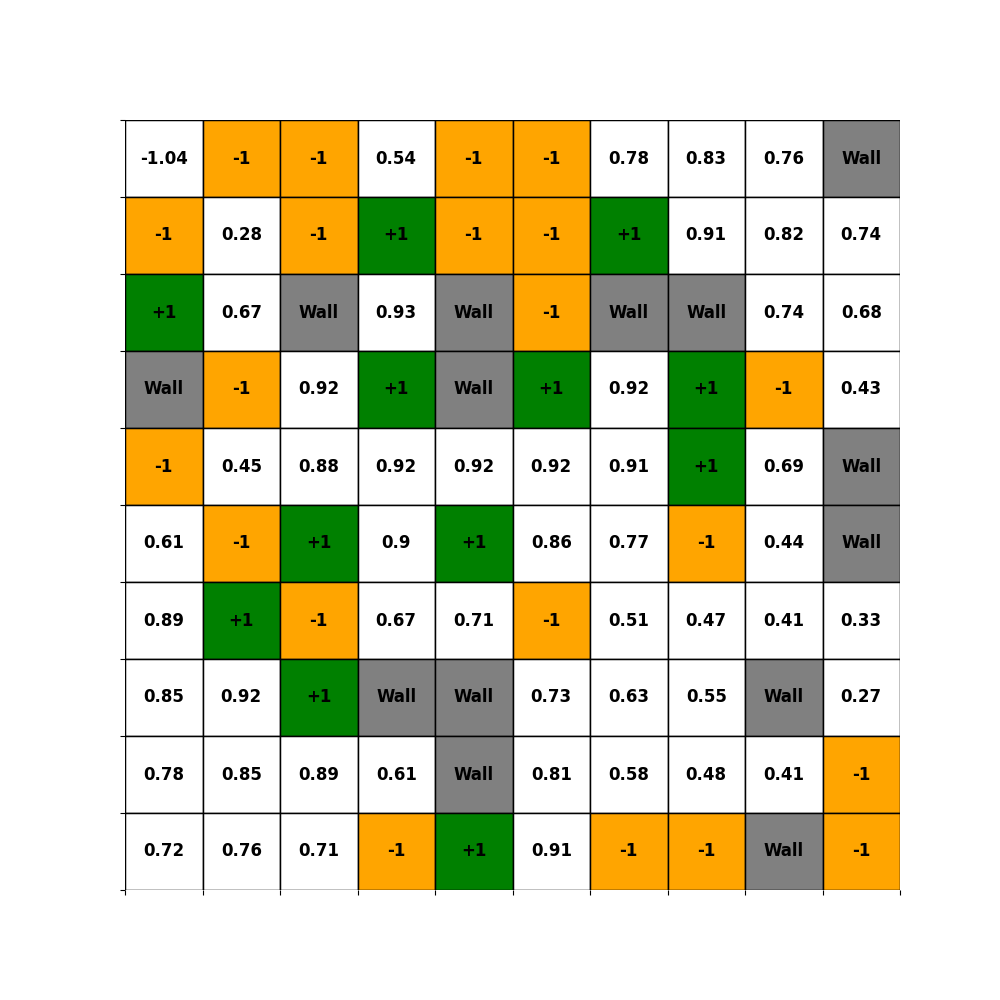 -1.04 -1 -1 0.54 -1 -1 0.78 0.83 0.76 Wall
-1 0.28 -1 +1 -1 -1 +1 0.91 0.82 0.74
+1 0.67 Wall 0.93 Wall -1 Wall Wall 0.74 0.68
Wall -1 0.92 +1 Wall +1 0.92 +1 -1 0.43
-1 0.45 0.88 0.92 0.92 0.92 0.91 +1 0.69 Wall
0.61 -1 +1 0.9 +1 0.86 0.77 -1 0.44 Wall
0.89 +1 -1 0.67 0.71 -1 0.51 0.47 0.41 0.33
0.85 0.92 +1 Wall Wall 0.73 0.63 0.55 Wall 0.27
0.78 0.85 0.89 0.61 Wall 0.81 0.58 0.48 0.41 -1
0.72 0.76 0.71 -1 +1 0.91 -1 -1 Wall -1